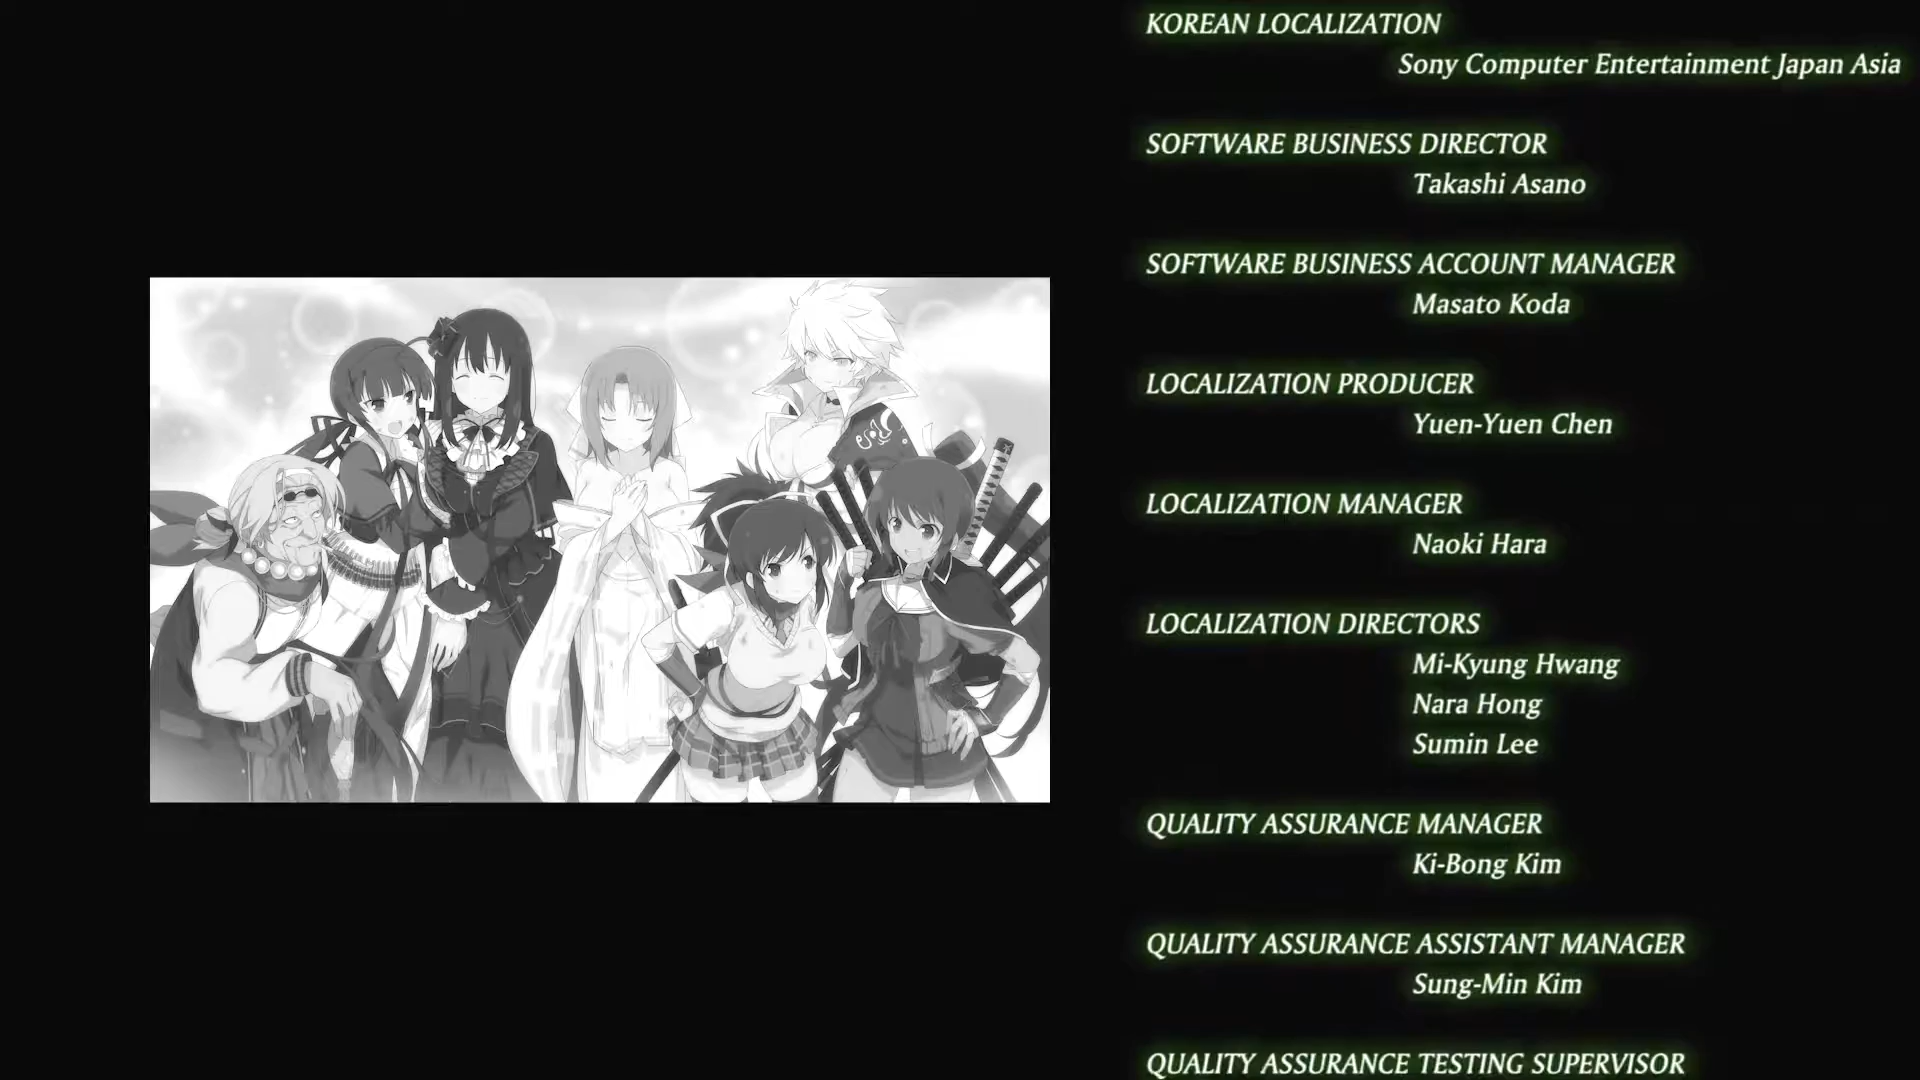 KOREAN LOCALIZATION
Sony Computer Entertainment Japan Asia
SOFTWARE BUSINESS DIRECTOR
Takashi Asano
SOFTWARE BUSINESS ACCOUNT MANAGER
Masato Koda
LOCALIZATION PRODUCER
Yuen-Yuen Chen
LOCALIZATION MANAGER
Naoki Hara
LOCALIZATION DIRECTORS
Mi-Kyung Hwang
Nara Hong
Sumin Lee
QUALITY ASSURANCE MANAGER
Ki-Bong Kim
QUALITY ASSURANCE ASSISTANT MANAGER
Sung-Min Kim
QUALITY ASSURANCE TESTING SUPERVISOR